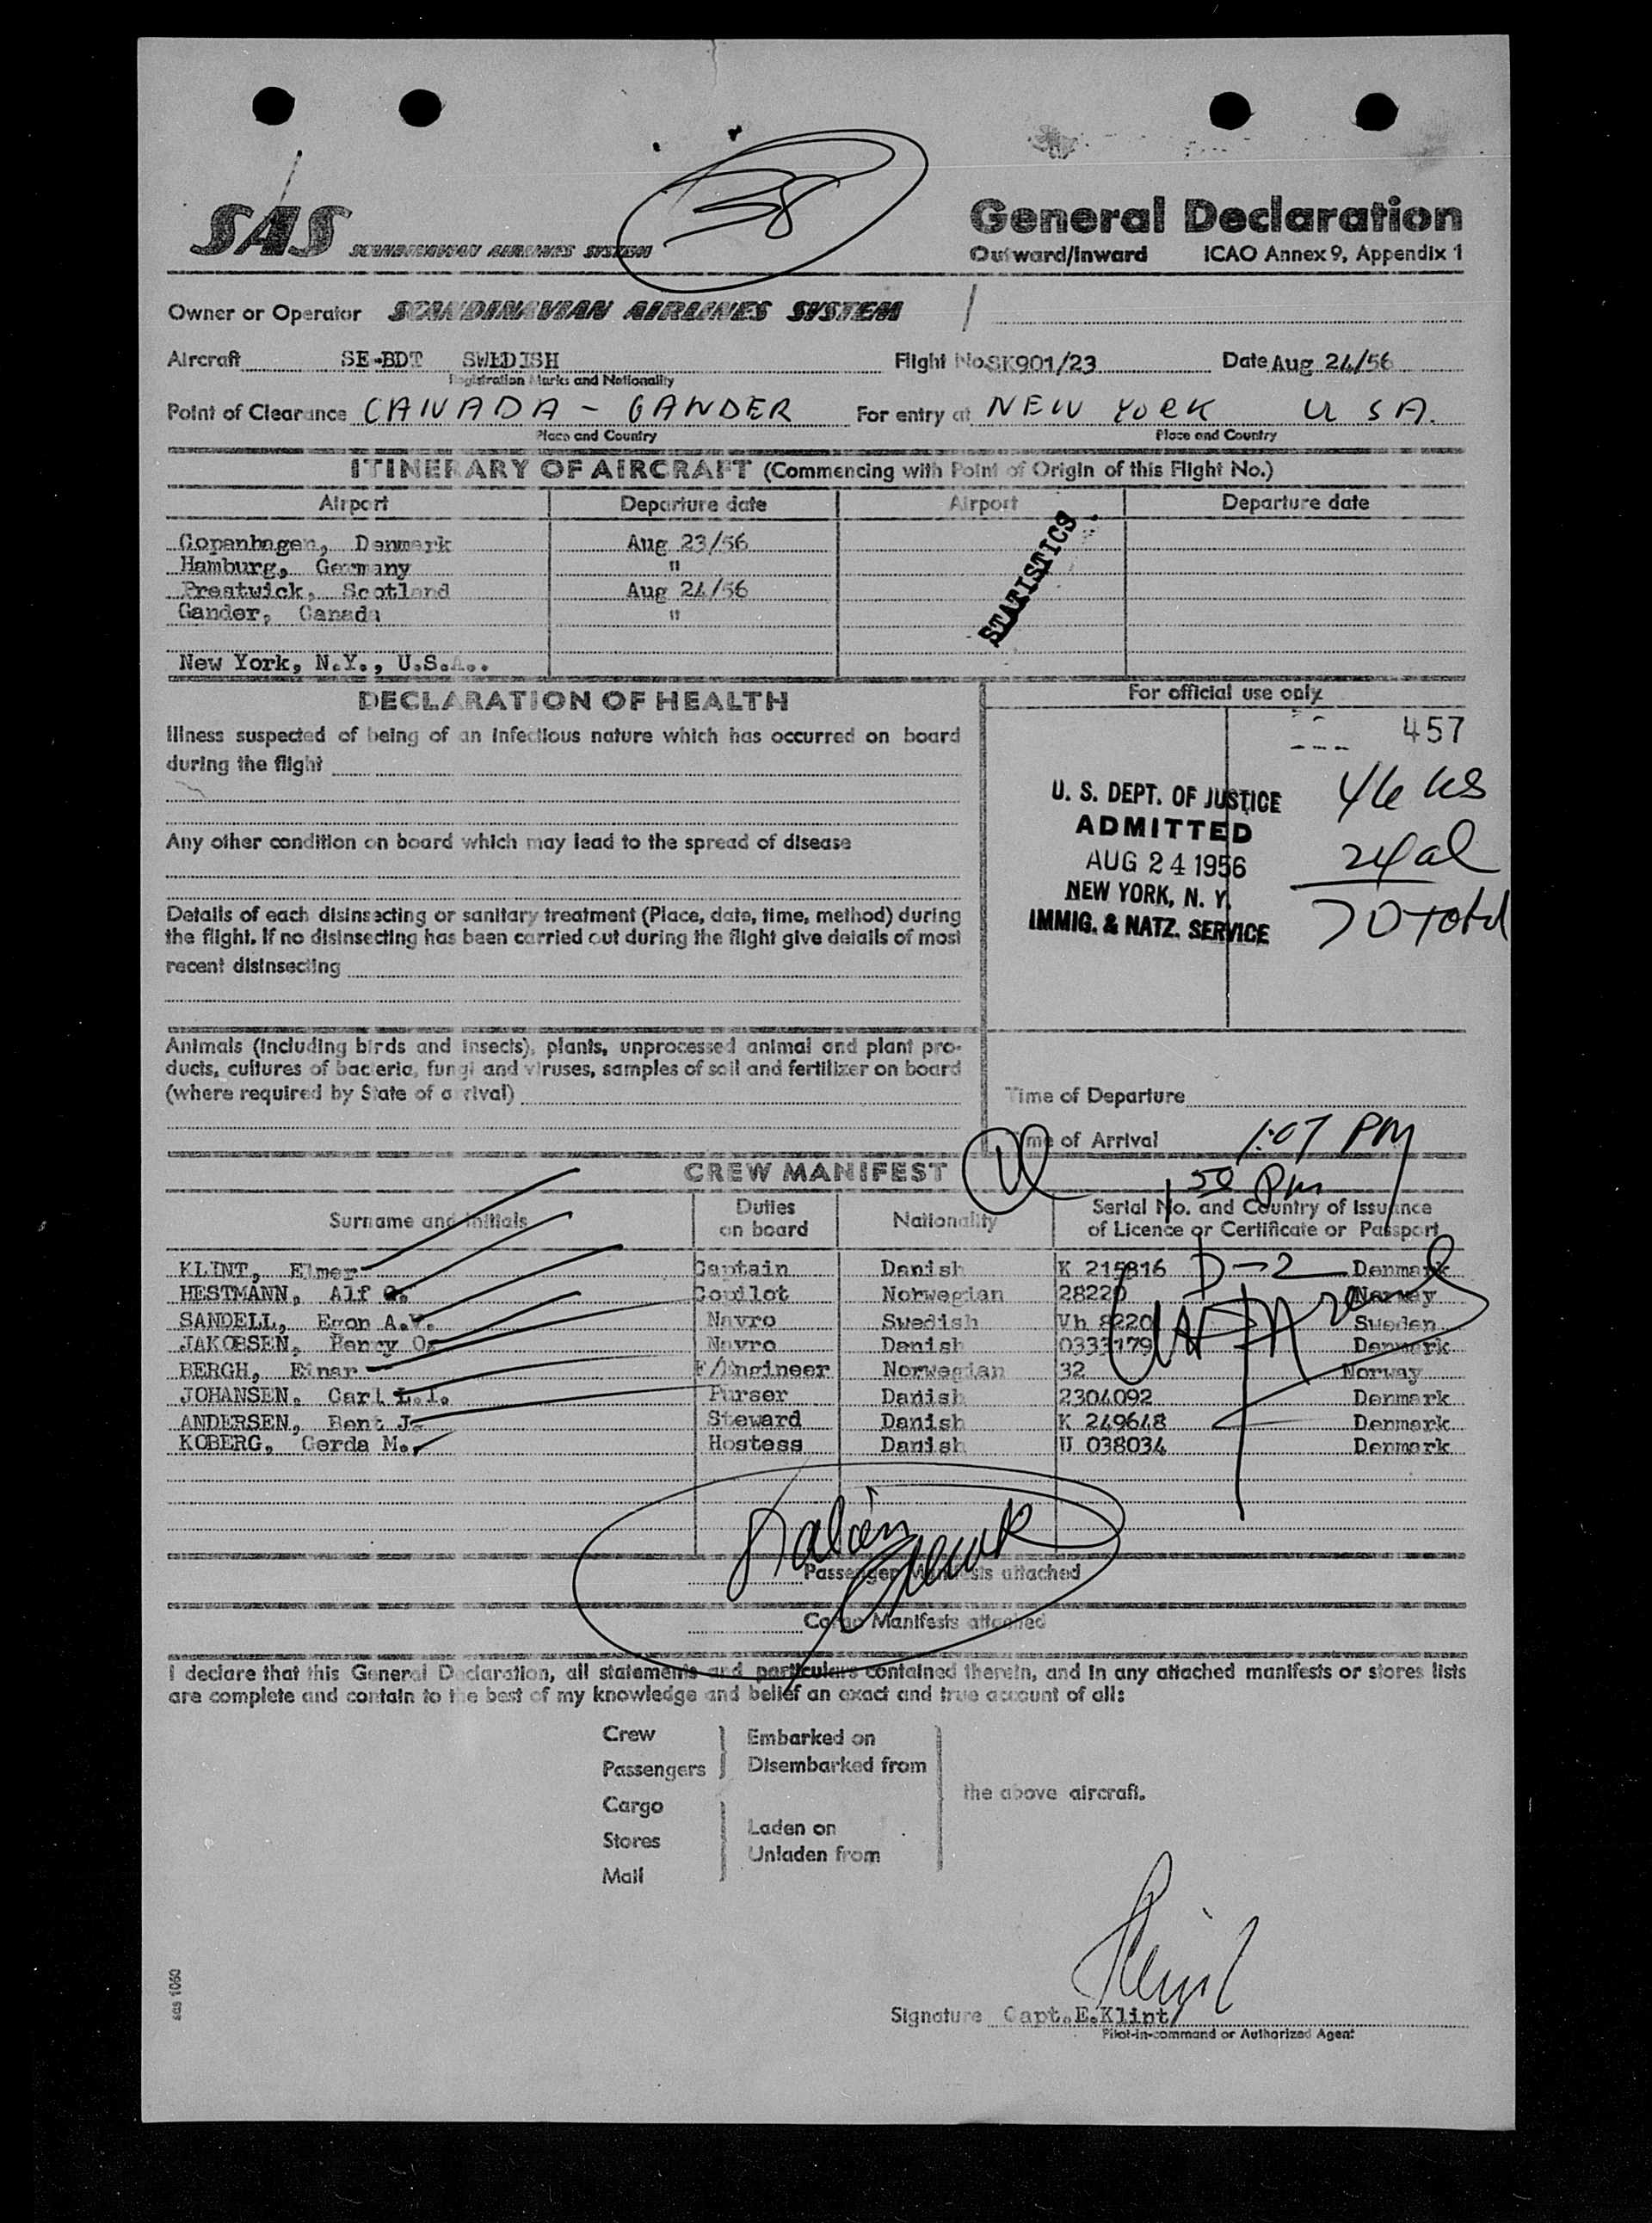 38
SAS SCANDINAVIAN AIRLINES SYSTEM
General Declaration
Outward/Inward ICAO Annex 9, Appendix 1
Owner or Operator SCANDINAVIAN AIRLINES SYSTEM
Aircraft SE-BDT SWEDISH Flight No. SK901/23 Date Aug 24/56
Registration Marks and Nationality
Point of Clearance CANADA - GANDER For entry at NEW YORK USA.
Place and Country Place and Country
ITINERARY OF AIRCRAFT (Commencing with Point of Origin of this Flight No.)
Airport Departure date Airport Departure date
Copenhagen, Denmark Aug 23/56
Hamburg, Germany "
Prestwick, Scotland Aug 24/56
Gander, Canada "
New York, N.Y., U.S.A..
STATISTICS
DECLARATION OF HEALTH
Illness suspected of being of an infectious nature which has occurred on board
during the flight
Any other condition on board which may lead to the spread of disease
Details of each disinsecting or sanitary treatment (Place, date, time, method) during
the flight. If no disinsecting has been carried out during the flight give details of most
recent disinsecting
Animals (including birds and insects), plants, unprocessed animal and plant pro-
ducts, cultures of bacteria, fungi and viruses, samples of soil and fertilizer on board
(where required by State of arrival)
For official use only
457
46 us
24 al
70 total
U. S. DEPT. OF JUSTICE
ADMITTED
AUG 24 1956
NEW YORK, N. Y.
IMMIG. & NATZ. SERVICE
Time of Departure
Time of Arrival 1:07 PM
1 50 Pm
CREW MANIFEST
Surname and initials Duties on board Nationality Serial No. and Country of Issuance of Licence or Certificate or Passport
KLINT, Elmer Captain Danish K 215816 D-2 Denmark
HESTMANN, Alf O. Copilot Norwegian 28220 Norway
SANDELL, Egon A.V. Navro Swedish Vh 8220 Sweden
JAKOBSEN, Henry O. Navro Danish 0333179 Denmark
BERGH, Einar F/Engineer Norwegian 32 Norway
JOHANSEN, Carl L.I. Purser Danish 2304092 Denmark
ANDERSEN, Bent J. Steward Danish K 249648 Denmark
KOBERG, Gerda M. Hostess Danish U 038034 Denmark
Passenger Manifests attached
Cargo Manifests attached
I declare that this General Declaration, all statements and particulars contained therein, and in any attached manifests or stores lists
are complete and contain to the best of my knowledge and belief an exact and true account of all:
Crew
Passengers
Embarked on
Disembarked from
Cargo
Stores
Mail
Laden on
Unladen from
the above aircraft.
Signature Capt.E.Klint
Pilot-in-command or Authorized Agent
sas 1060